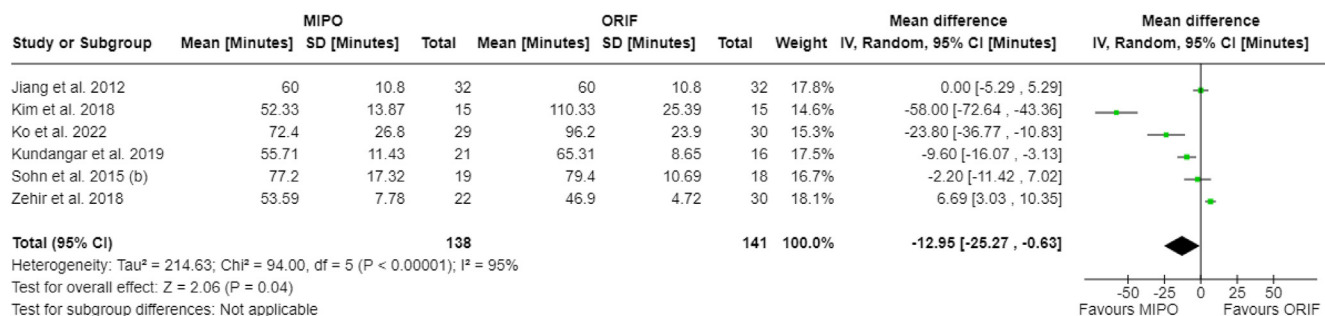 MIPO ORIF Mean difference Mean difference
Study or Subgroup Mean [Minutes] SD [Minutes] Total Mean [Minutes] SD [Minutes] Total Weight IV, Random, 95% CI [Minutes] IV, Random, 95% CI [Minutes]
Jiang et al. 2012 60 10.8 32 60 10.8 32 17.8% 0.00 [-5.29 , 5.29]
Kim et al. 2018 52.33 13.87 15 110.33 25.39 15 14.6% -58.00 [-72.64 , -43.36]
Ko et al. 2022 72.4 26.8 29 96.2 23.9 30 15.3% -23.80 [-36.77 , -10.83]
Kundangar et al. 2019 55.71 11.43 21 65.31 8.65 16 17.5% -9.60 [-16.07 , -3.13]
Sohn et al. 2015 (b) 77.2 17.32 19 79.4 10.69 18 16.7% -2.20 [-11.42 , 7.02]
Zehir et al. 2018 53.59 7.78 22 46.9 4.72 30 18.1% 6.69 [3.03 , 10.35]
Total (95% CI) 138 141 100.0% -12.95 [-25.27 , -0.63]
Heterogeneity: Tau² = 214.63; Chi² = 94.00, df = 5 (P < 0.00001); I² = 95%
Test for overall effect: Z = 2.06 (P = 0.04)
-50 -25 0 25 50
Test for subgroup differences: Not applicable
Favours MIPO Favours ORIF